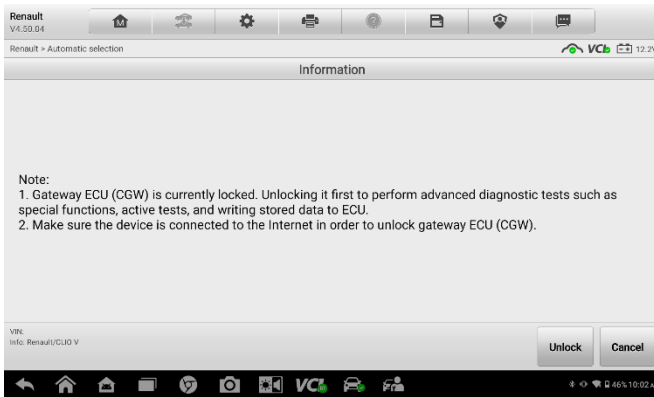 Renault
V4.50.04
Renault > Automatic selection
VCI 12.2V
Information
Note:
1. Gateway ECU (CGW) is currently locked. Unlocking it first to perform advanced diagnostic tests such as
special functions, active tests, and writing stored data to ECU.
2. Make sure the device is connected to the Internet in order to unlock gateway ECU (CGW).
VIN:
Info: Renault/CLIO V
Unlock
Cancel
VCI
46% 10:02